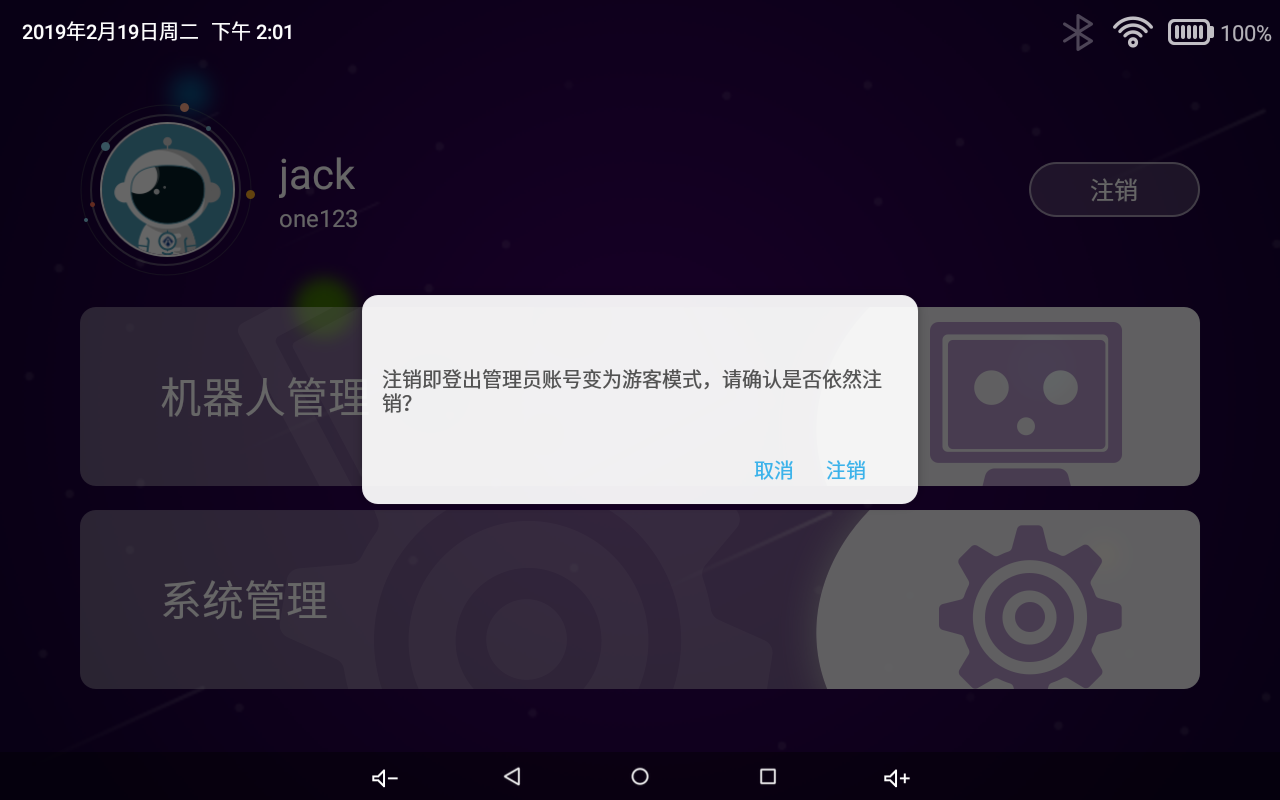 2019年2月19日周二 下午 2:01
100%
jack
one123
注销
机器人管理
注销即登出管理员账号变为游客模式，请确认是否依然注
销？
取消 注销
系统管理